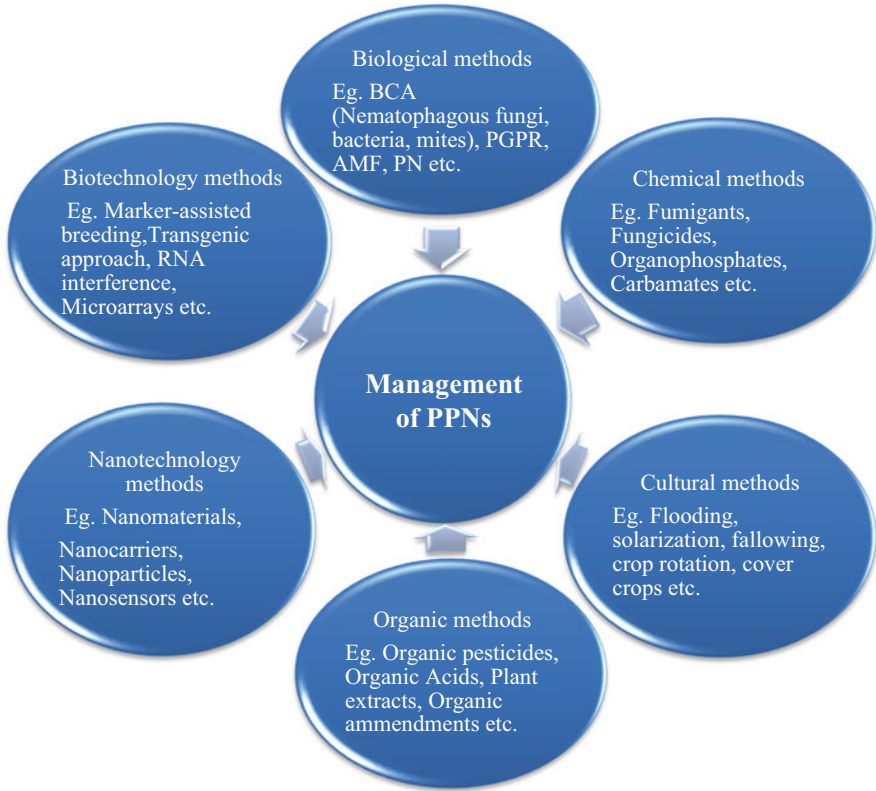 Biological methods
Eg. BCA
(Nematophagous fungi,
bacteria, mites), PGPR,
AMF, PN etc.
Chemical methods
Eg. Fumigants,
Fungicides,
Organophosphates,
Carbamates etc.
Cultural methods
Eg. Flooding,
solarization, fallowing,
crop rotation, cover
crops etc.
Organic methods
Eg. Organic pesticides,
Organic Acids, Plant
extracts, Organic
ammendments etc.
Nanotechnology
methods
Eg. Nanomaterials,
Nanocarriers,
Nanoparticles,
Nanosensors etc.
Biotechnology methods
Eg. Marker-assisted
breeding,Transgenic
approach, RNA
interference,
Microarrays etc.
Management
of PPNs